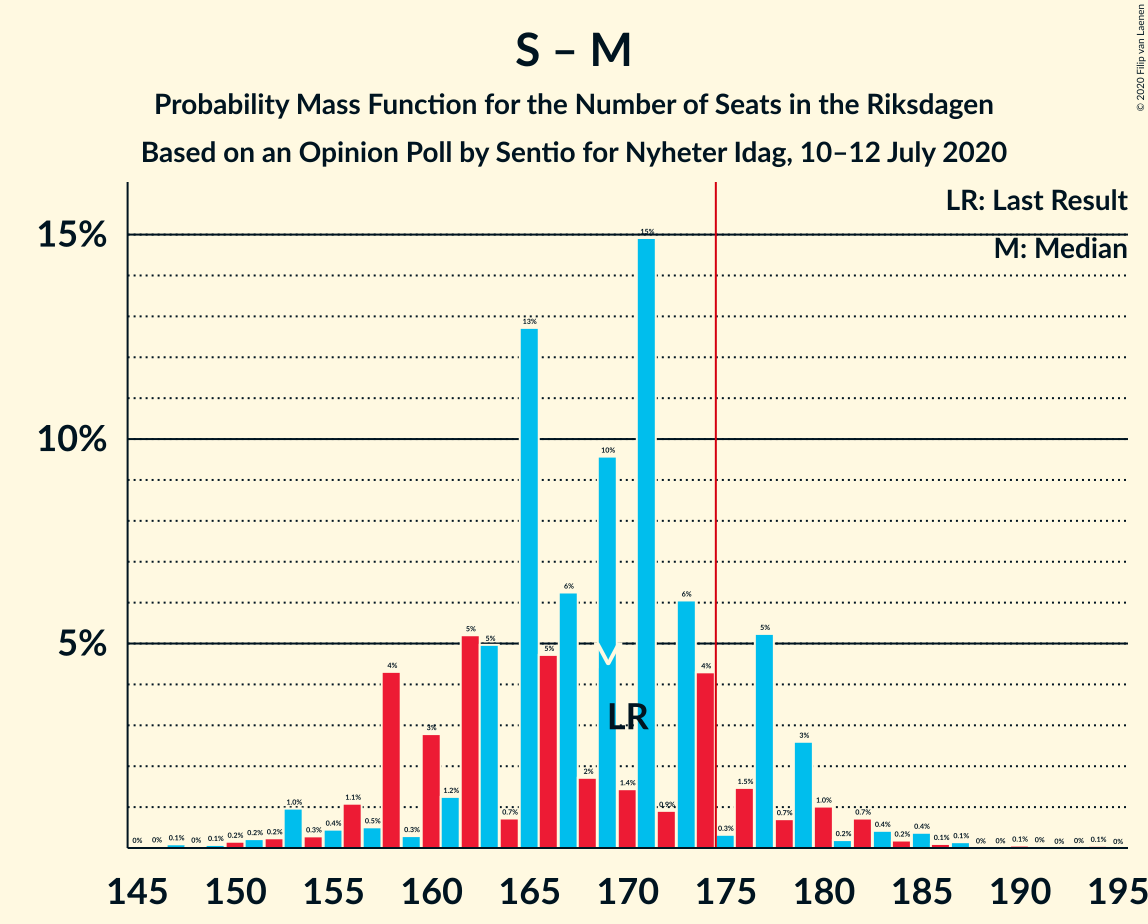 S – M
Probability Mass Function for the Number of Seats in the Riksdagen
Based on an Opinion Poll by Sentio for Nyheter Idag, 10–12 July 2020
© 2020 Filip van Laenen
LR: Last Result
M: Median
15%
10%
5%
0% 0% 0.1% 0% 0.1% 0.2% 0.2% 0.2% 1.0% 0.3% 0.4% 1.1% 0.5% 4% 0.3% 3% 1.2% 5% 5% 0.7% 13% 5% 6% 2% 10% 1.4% 15% 0.9% 6% 4% 0.3% 1.5% 5% 0.7% 3% 1.0% 0.2% 0.7% 0.4% 0.2% 0.4% 0.1% 0.1% 0% 0% 0.1% 0% 0% 0% 0.1% 0%
LR
145 150 155 160 165 170 175 180 185 190 195